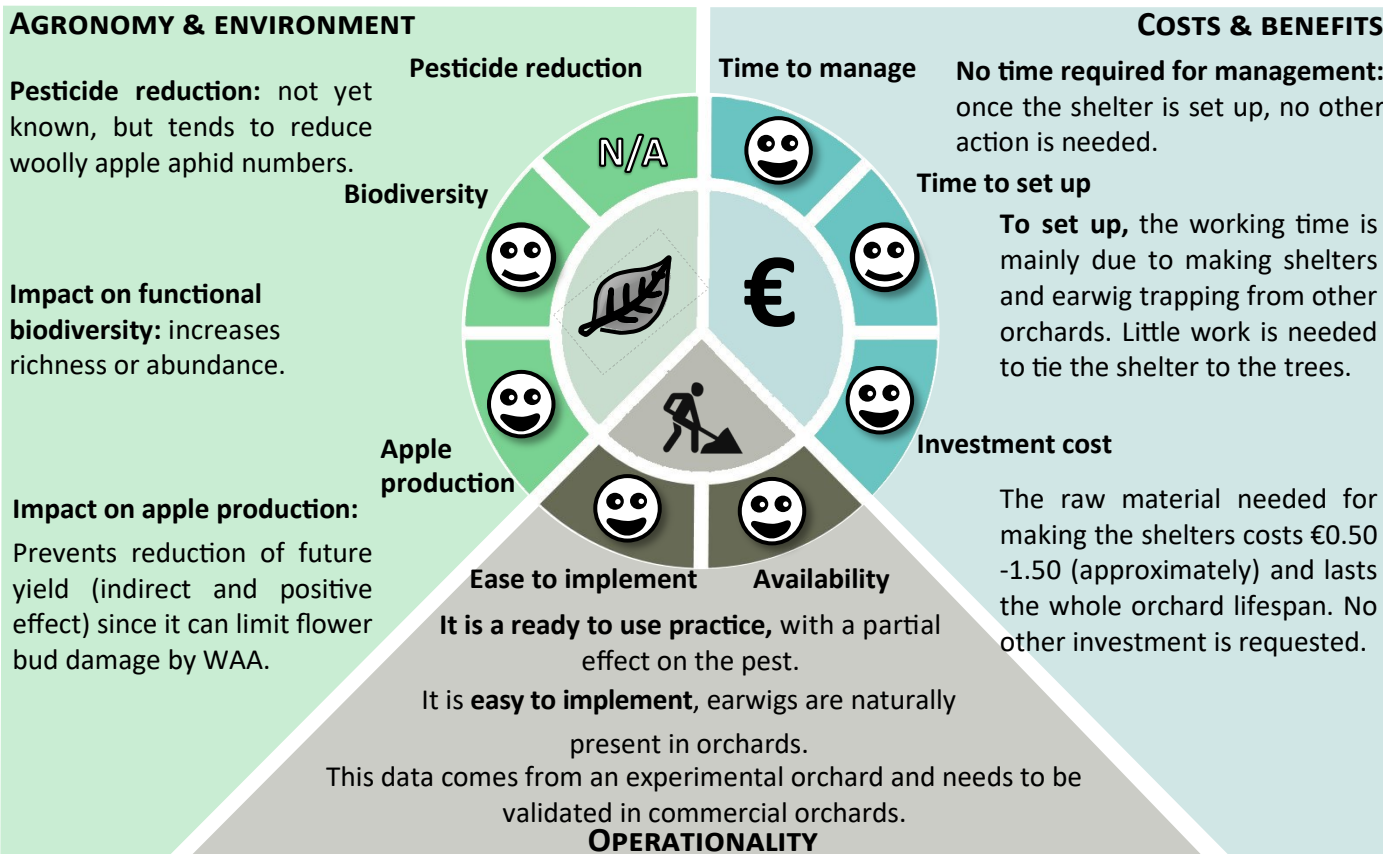 AGRONOMY & ENVIRONMENT
Pesticide reduction: not yet
known, but tends to reduce
woolly apple aphid numbers.
Impact on functional
biodiversity: increases
richness or abundance.
Impact on apple production:
Prevents reduction of future
yield (indirect and positive
effect) since it can limit flower
bud damage by WAA.
Pesticide reduction
N/A
Biodiversity
Apple
production
COSTS & BENEFITS
Time to manage
No time required for management:
once the shelter is set up, no other
action is needed.
Time to set up
To set up, the working time is
mainly due to making shelters
and earwig trapping from other
orchards. Little work is needed
to tie the shelter to the trees.
€
Investment cost
The raw material needed for
making the shelters costs €0.50
-1.50 (approximately) and lasts
the whole orchard lifespan. No
other investment is requested.
Ease to implement
Availability
It is a ready to use practice, with a partial
effect on the pest.
It is easy to implement, earwigs are naturally
present in orchards.
This data comes from an experimental orchard and needs to be
validated in commercial orchards.
OPERATIONALITY